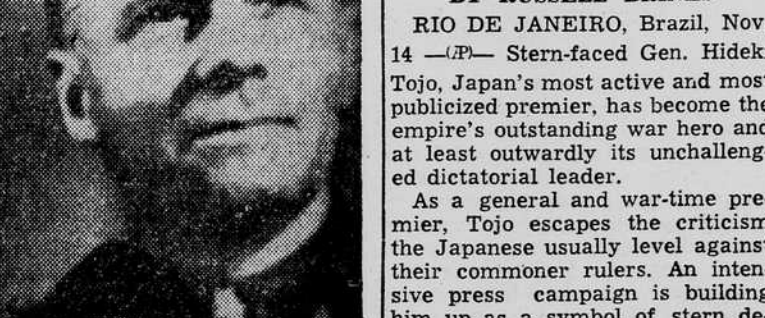 RIO DE JANEIRO, Brazil, Nov
14 —(AP)— Stern-faced Gen. Hidek
Tojo, Japan's most active and mos
publicized premier, has become the
empire's outstanding war hero and
at least outwardly its unchalleng-
ed dictatorial leader.
As a general and war-time pre
mier, Tojo escapes the criticism
the Japanese usually level agains
their commoner rulers. An inten
sive press campaign is building
him up as a symbol of stern de